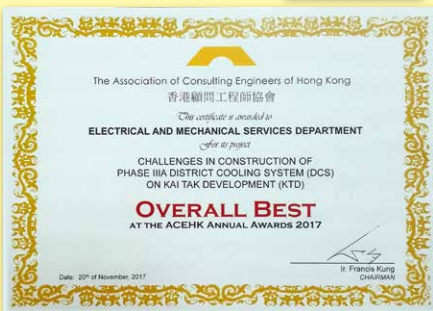 The Association of Consulting Engineers of Hong Kong
香港顧問工程師協會
This certificate is awarded to
ELECTRICAL AND MECHANICAL SERVICES DEPARTMENT
for its project
CHALLENGES IN CONSTRUCTION OF
PHASE IIIA DISTRICT COOLING SYSTEM (DCS)
ON KAI TAK DEVELOPMENT (KTD)
OVERALL BEST
AT THE ACEHK ANNUAL AWARDS 2017
Ir. Francis Kung
CHAIRMAN
Date: 20th of November, 2017